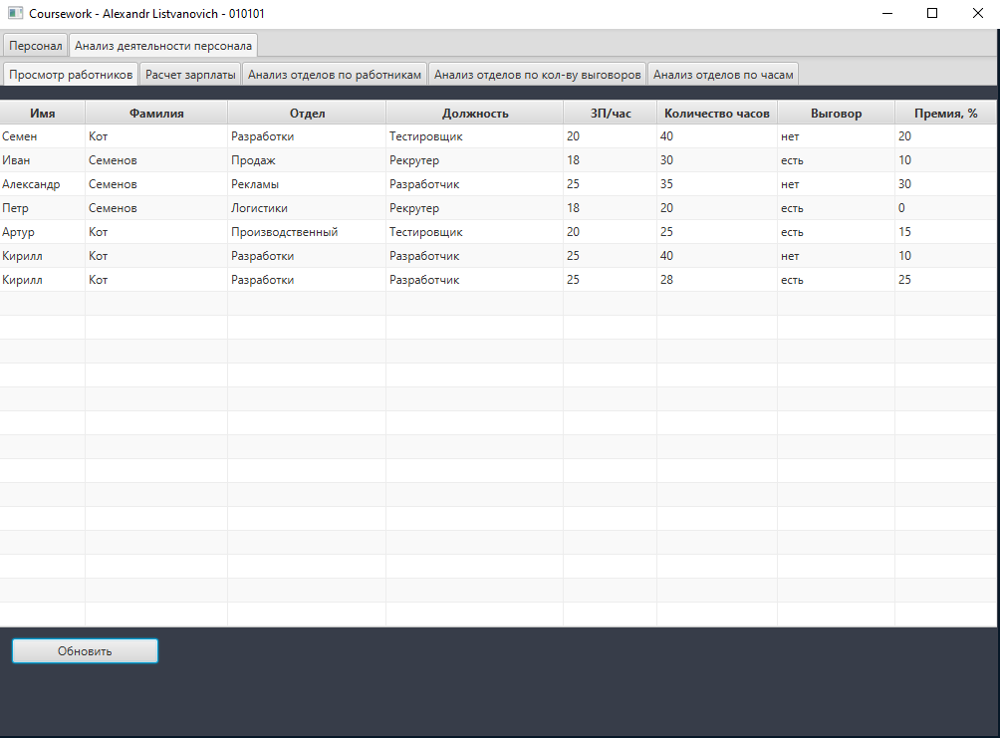 Coursework - Alexandr Listvanovich - 010101
Персонал Анализ деятельности персонала
Просмотр работников Расчет зарплаты Анализ отделов по работникам Анализ отделов по кол-ву выговоров Анализ отделов по часам
Имя Фамилия Отдел Должность ЗП/час Количество часов Выговор Премия, %
Семен Кот Разработки Тестировщик 20 40 нет 20
Иван Семенов Продаж Рекрутер 18 30 есть 10
Александр Семенов Рекламы Разработчик 25 35 нет 30
Петр Семенов Логистики Рекрутер 18 20 есть 0
Артур Кот Производственный Тестировщик 20 25 есть 15
Кирилл Кот Разработки Разработчик 25 40 нет 10
Кирилл Кот Разработки Разработчик 25 28 есть 25
Обновить